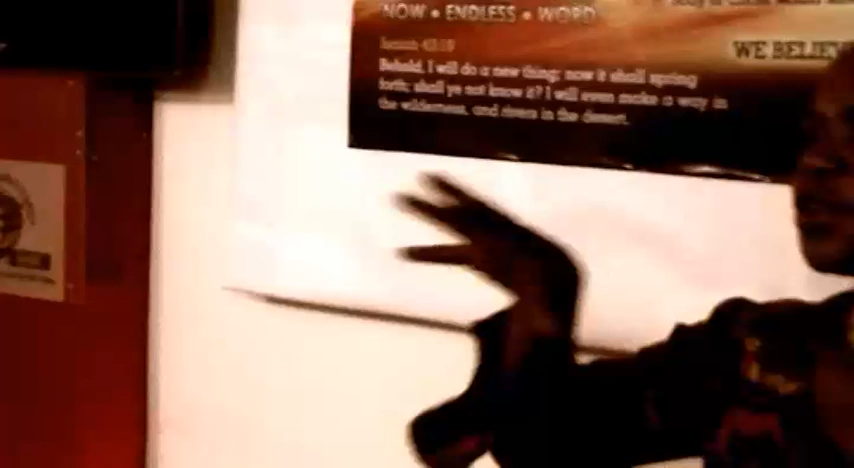 NOW • ENDLESS • WORD
WE BELIEV
Isaiah 43:19
Behold, I will do a new thing; now it shall spring
forth; shall ye not know it? I will even make a way in
the wilderness, and rivers in the desert.